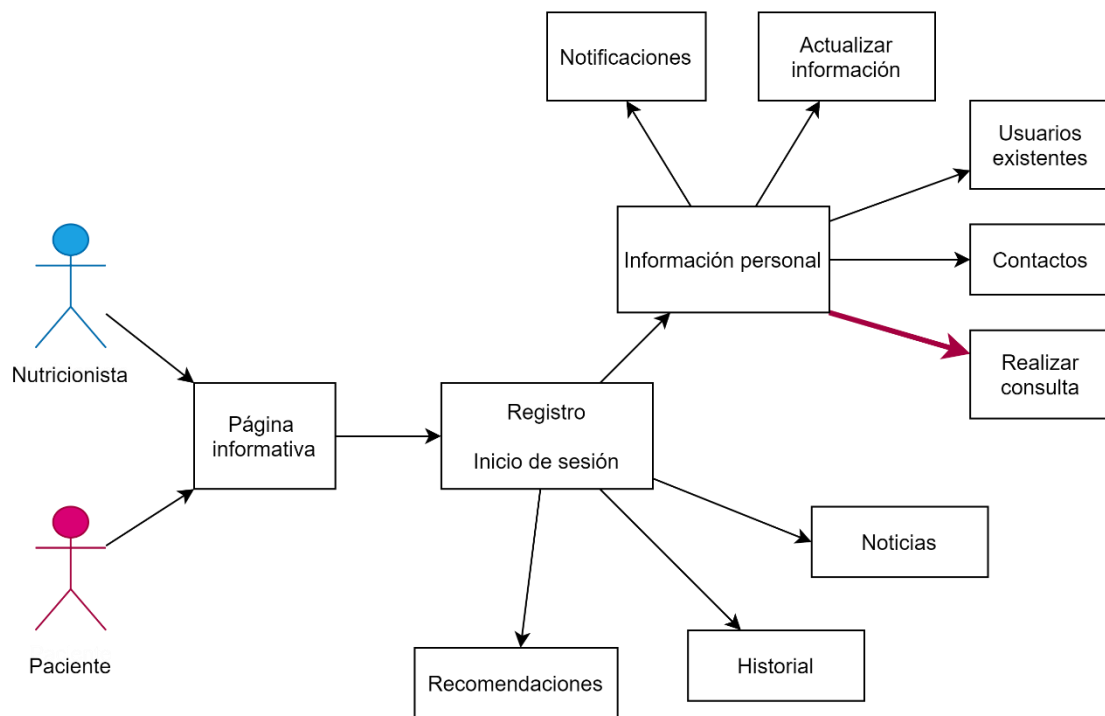 Notificaciones
Actualizar
información
Usuarios
existentes
Información personal
Contactos
Realizar
consulta
Nutricionista
Página
informativa
Registro
Inicio de sesión
Noticias
Paciente
Historial
Recomendaciones